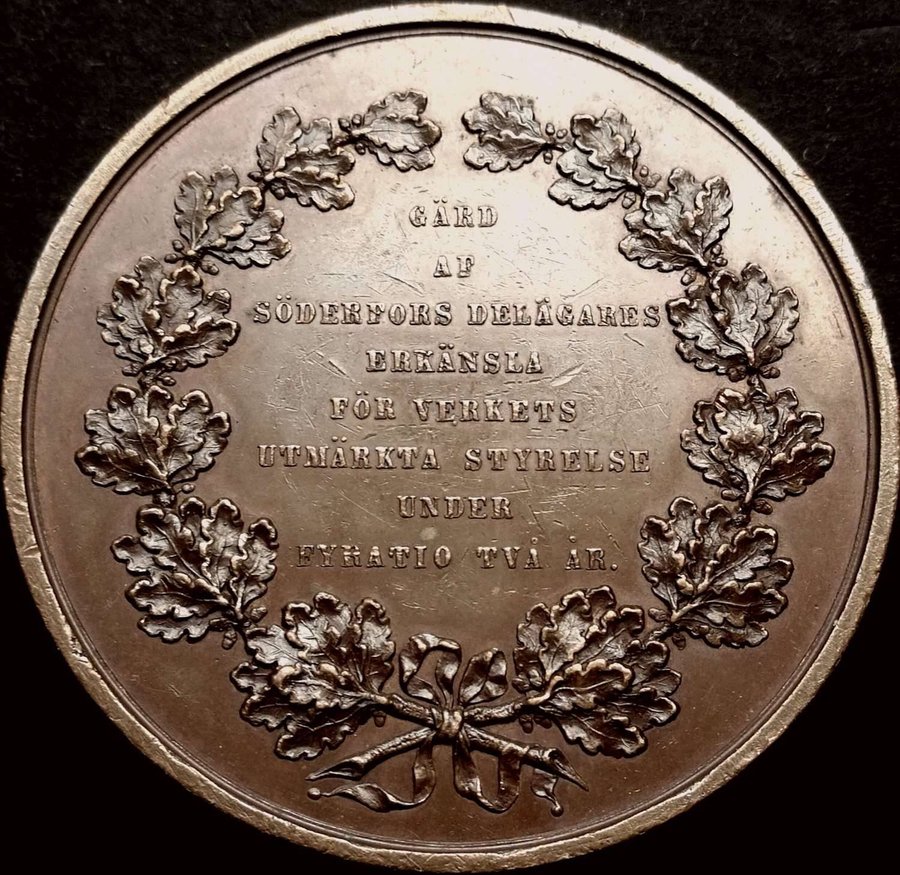 GÄRD
AF
SÖDERFORS DELÄGARES
ERKÄNSLA
FÖR VERKETS
UTMÄRKTA STYRELSE
UNDER
FYRATIO TVÅ ÅR.